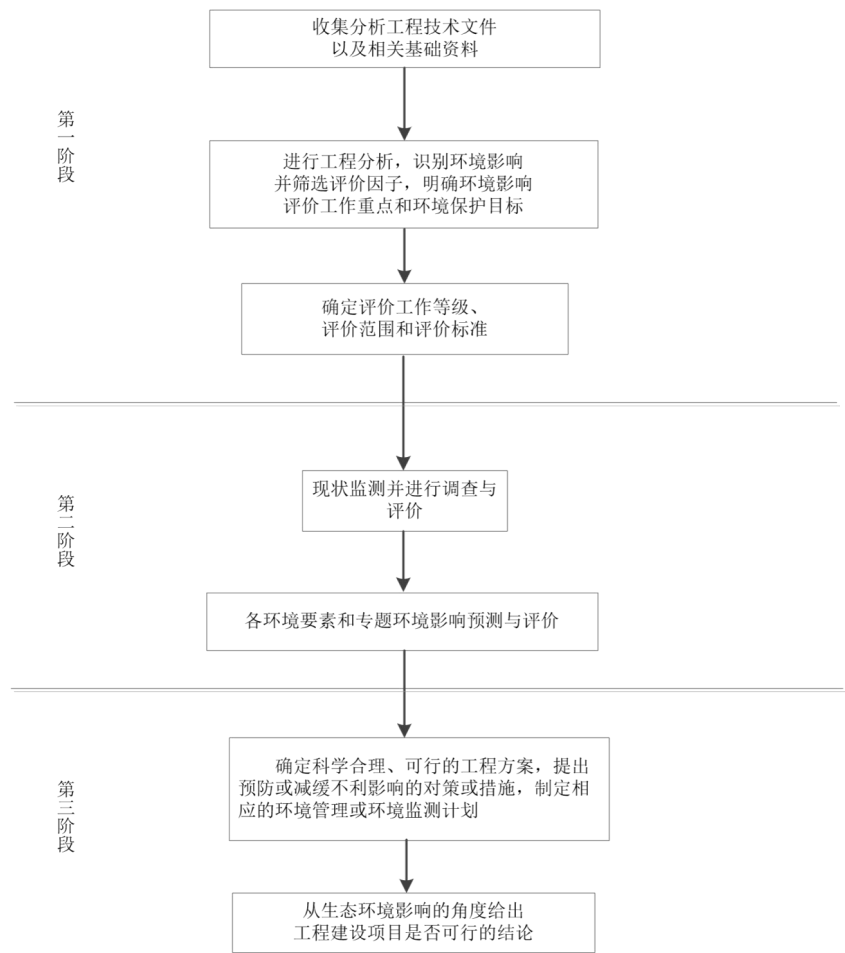 收集分析工程技术文件
以及相关基础资料
第一阶段
进行工程分析，识别环境影响
并筛选评价因子，明确环境影响
评价工作重点和环境保护目标
确定评价工作等级、
评价范围和评价标准
第二阶段
现状监测并进行调查与
评价
各环境要素和专题环境影响预测与评价
第三阶段
确定科学合理、可行的工程方案，提出
预防或减缓不利影响的对策或措施，制定相
应的环境管理或环境监测计划
从生态环境影响的角度给出
工程建设项目是否可行的结论